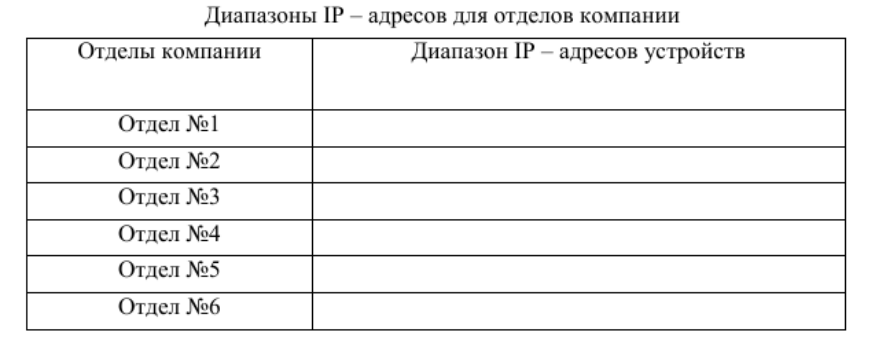 Диапазоны IP – адресов для отделов компании
Отделы компании
Диапазон IP – адресов устройств
Отдел №1
Отдел №2
Отдел №3
Отдел №4
Отдел №5
Отдел №6